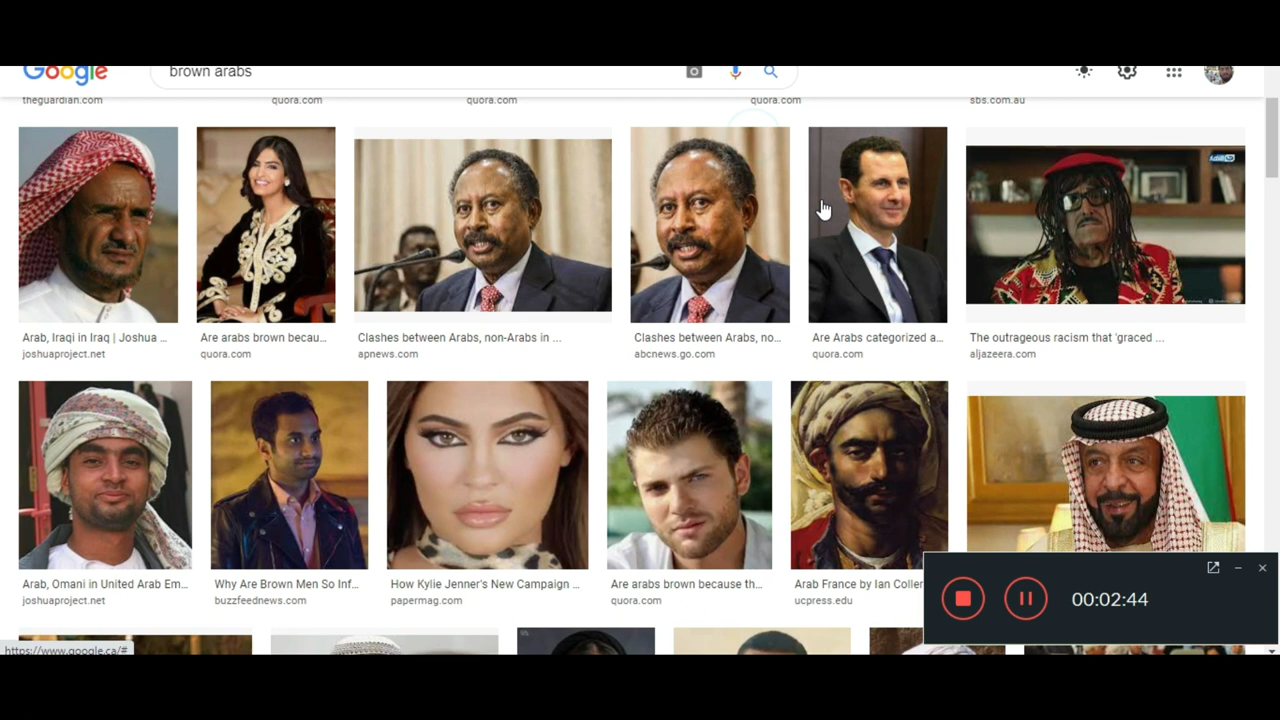 Google
brown arabs
theguardian.com
quora.com
quora.com
quora.com
sbs.com.au
Arab, Iraqi in Iraq | Joshua ...
Are arabs brown becau...
Clashes between Arabs, non-Arabs in ...
Clashes between Arabs, no...
Are Arabs categorized a...
The outrageous racism that 'graced ...
joshuaproject.net
quora.com
apnews.com
abcnews.go.com
quora.com
aljazeera.com
Arab, Omani in United Arab Em...
Why Are Brown Men So Inf...
How Kylie Jenner's New Campaign ...
Are arabs brown because th...
Arab France by Ian Coller
joshuaproject.net
buzzfeednews.com
papermag.com
quora.com
ucpress.edu
00:02:44
https://www.google.ca/#